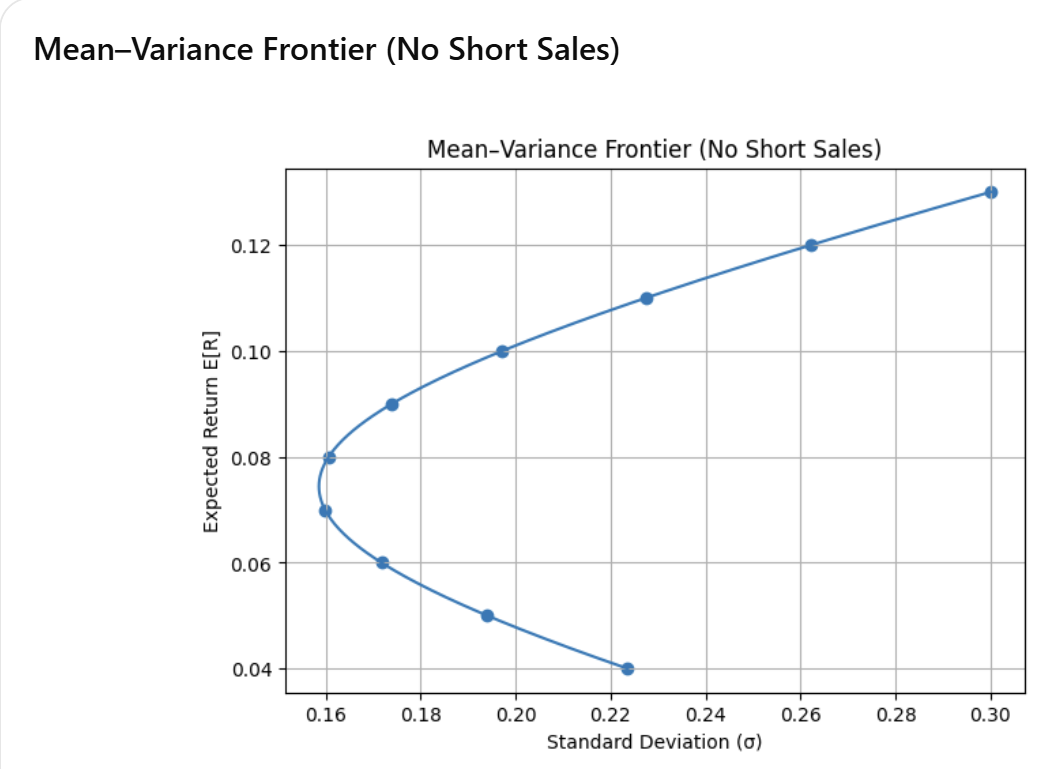 Mean–Variance Frontier (No Short Sales)
Mean–Variance Frontier (No Short Sales)
Expected Return E[R]
0.12
0.10
0.08
0.06
0.04
0.16 0.18 0.20 0.22 0.24 0.26 0.28 0.30
Standard Deviation (σ)